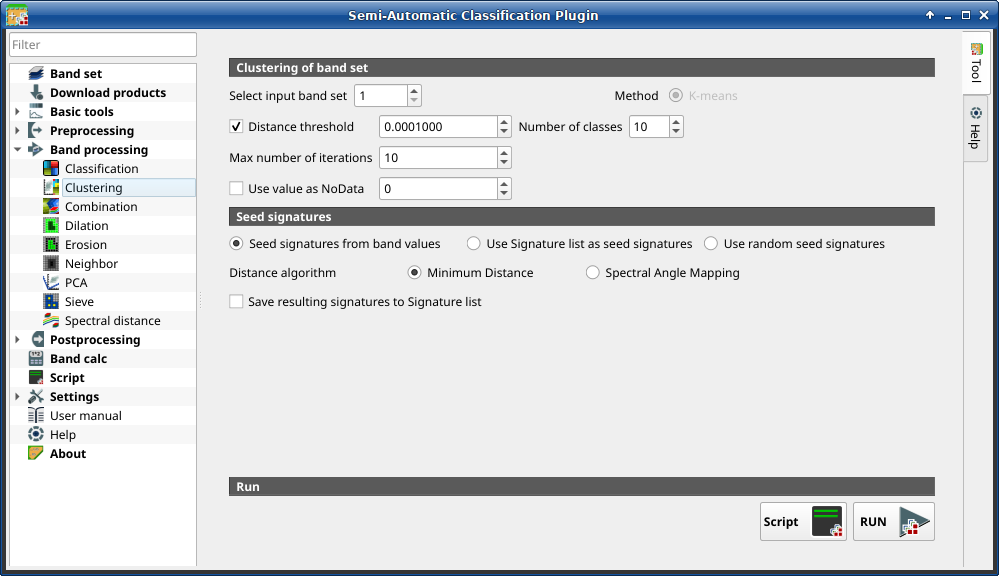 Semi-Automatic Classification Plugin
Filter
Band set
Download products
Basic tools
Preprocessing
Band processing
Classification
Clustering
Combination
Dilation
Erosion
Neighbor
PCA
Sieve
Spectral distance
Postprocessing
Band calc
Script
Settings
User manual
Help
About
Clustering of band set
Select input band set 1 Method K-means
Distance threshold 0.0001000 Number of classes 10
Max number of iterations 10
Use value as NoData 0
Seed signatures
Seed signatures from band values Use Signature list as seed signatures Use random seed signatures
Distance algorithm Minimum Distance Spectral Angle Mapping
Save resulting signatures to Signature list
Run
Script RUN
Tool
Help